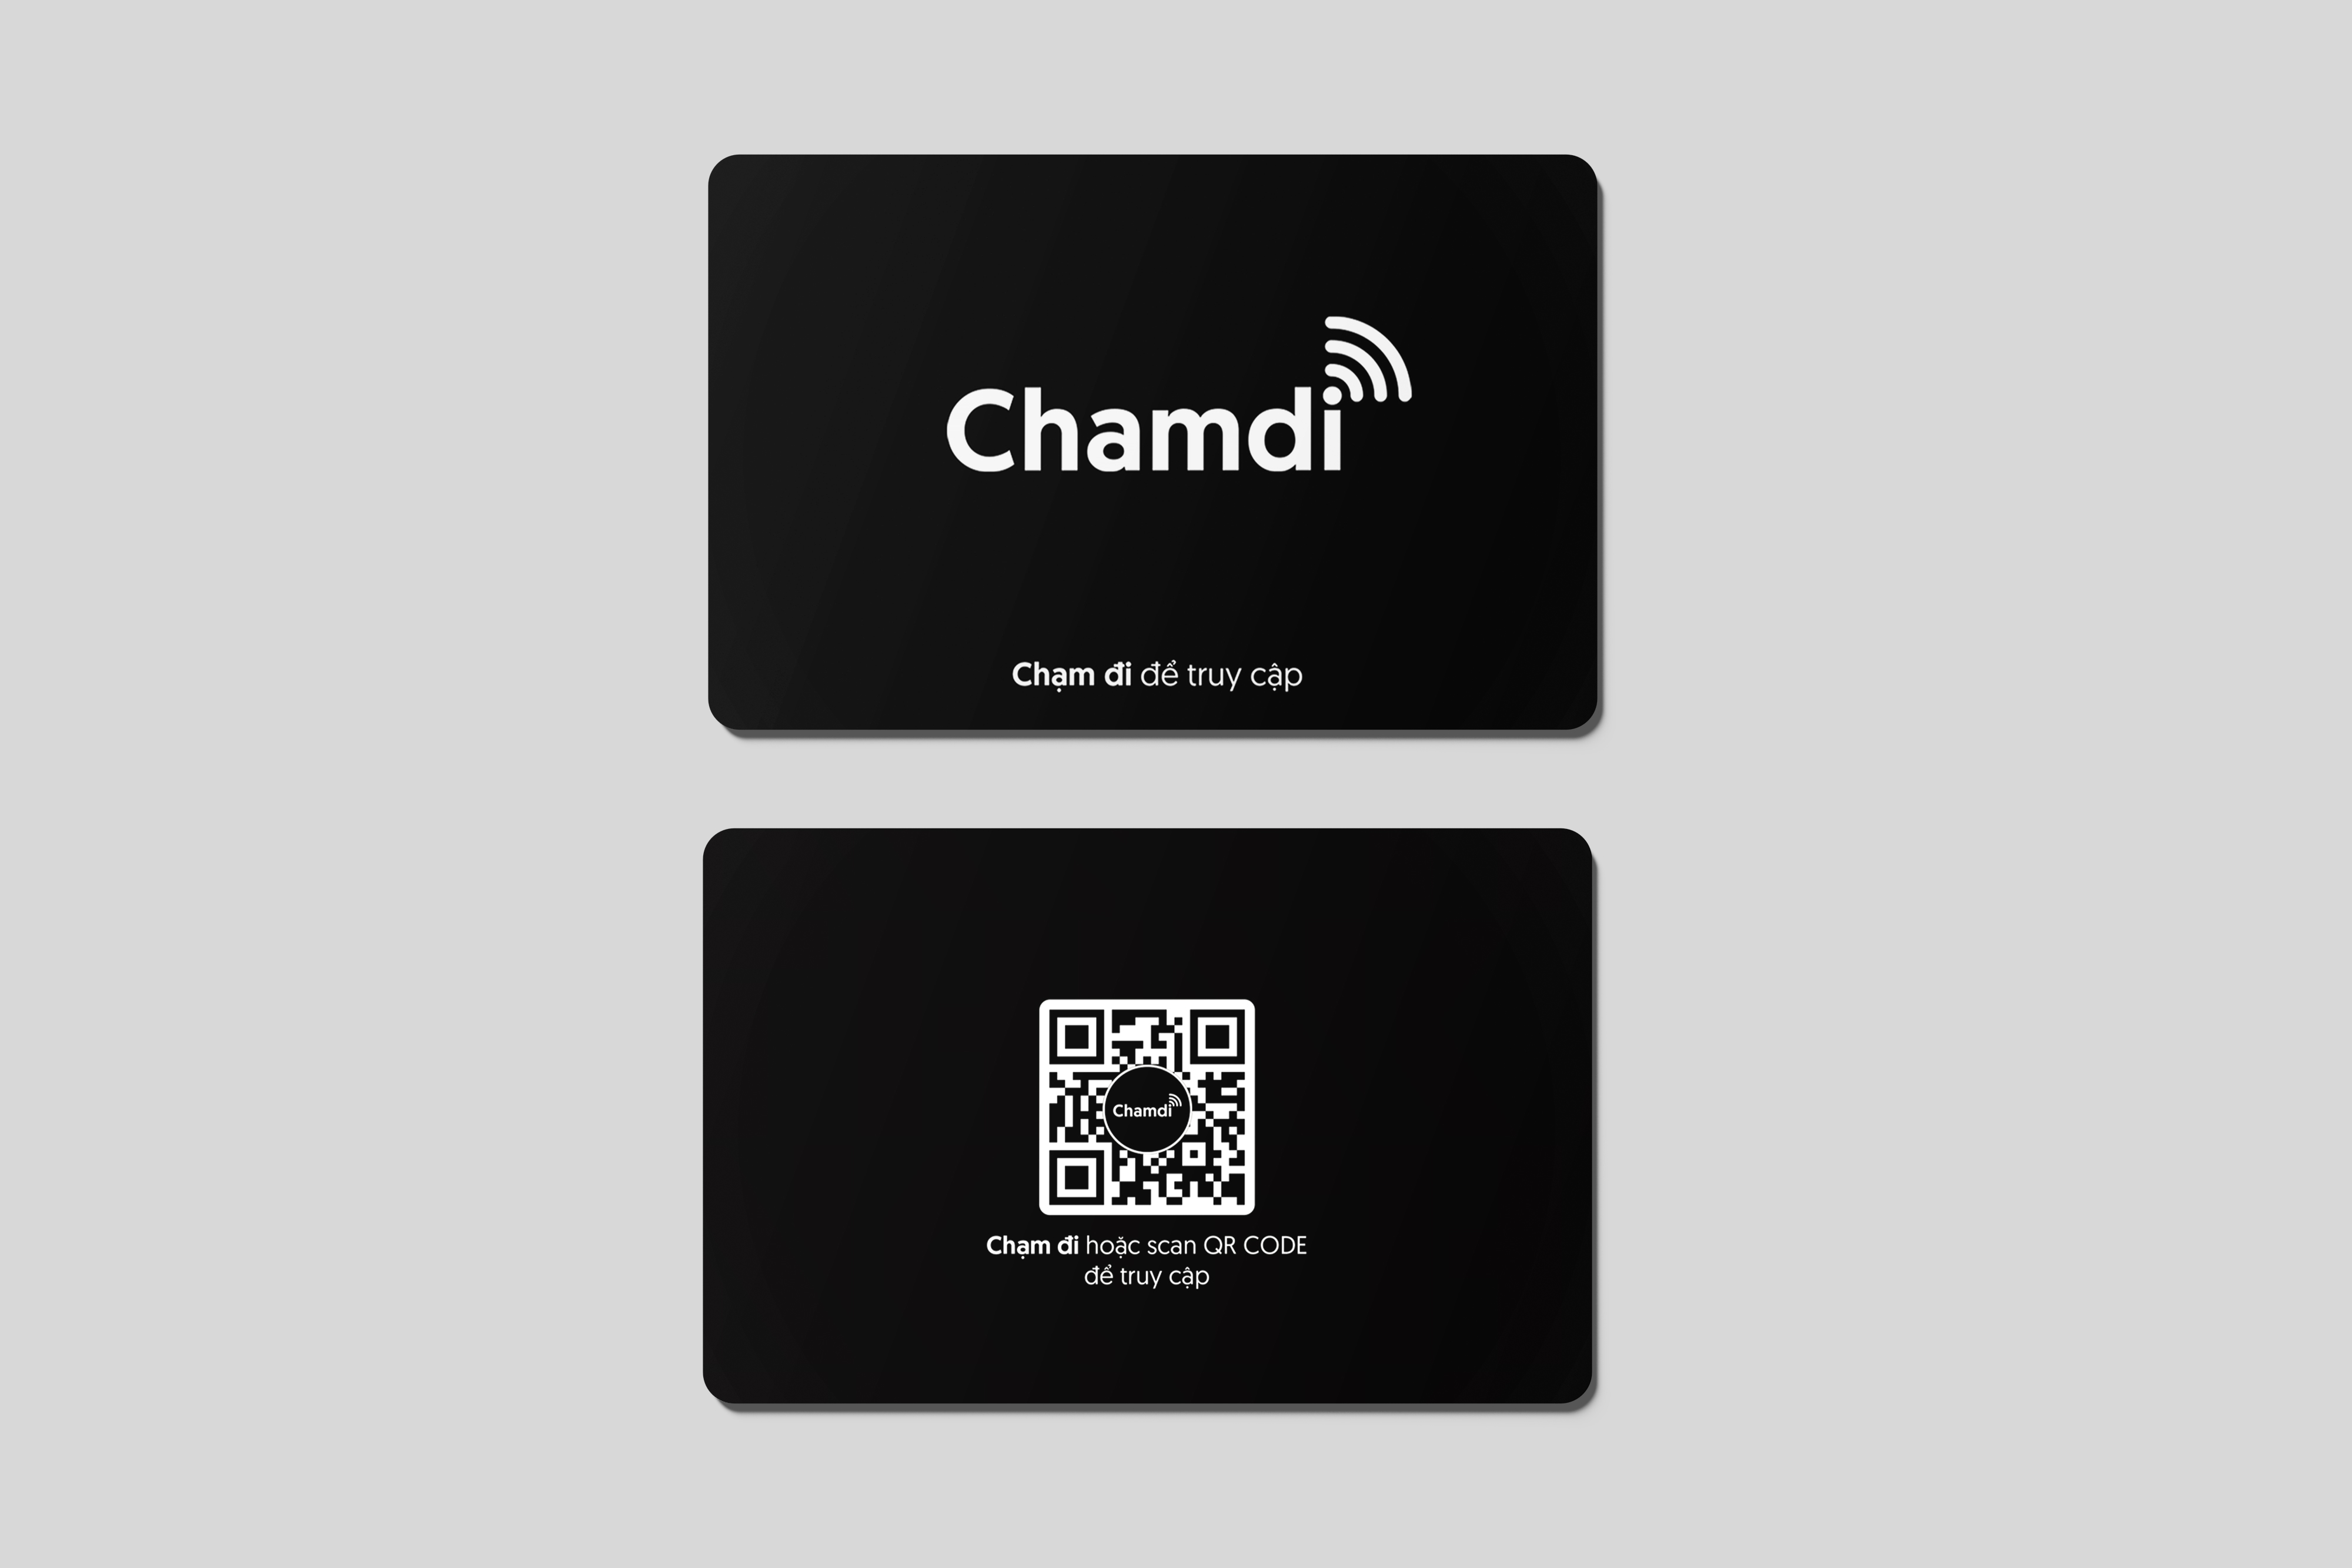 Chamdi
Chạm đi để truy cập
Chamdi
Chạm đi hoặc scan QR CODE
để truy cập